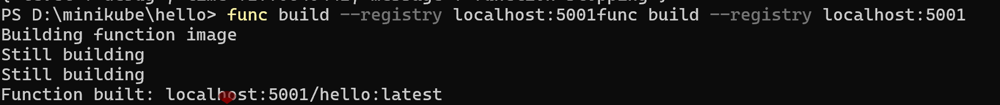 PS D:\minikube\hello> func build --registry localhost:5001func build --registry localhost:5001
Building function image
Still building
Still building
Function built: localhost:5001/hello:latest